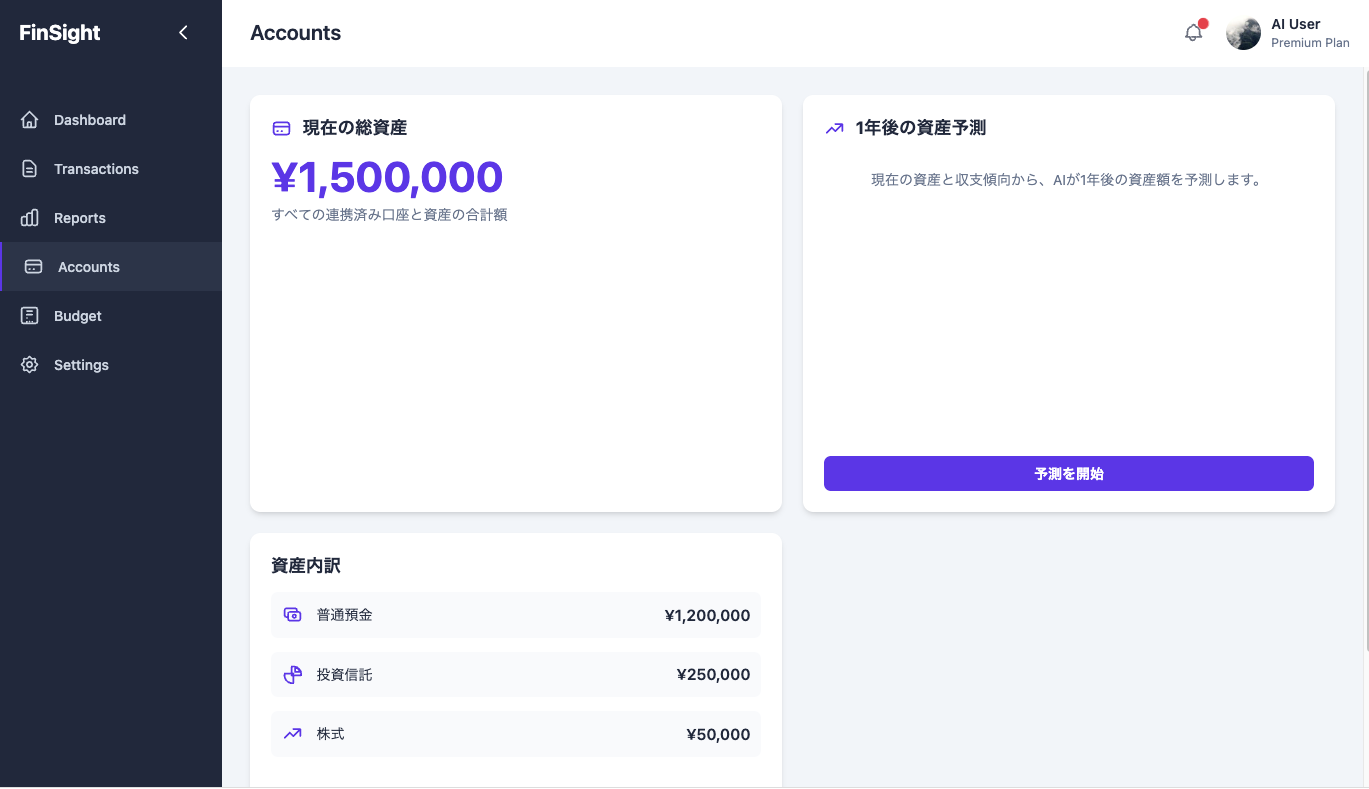 FinSight
Dashboard
Transactions
Reports
Accounts
Budget
Settings
Accounts
AI User
Premium Plan
現在の総資産
¥1,500,000
すべての連携済み口座と資産の合計額
1年後の資産予測
現在の資産と収支傾向から、AIが1年後の資産額を予測します。
予測を開始
資産内訳
普通預金 ¥1,200,000
投資信託 ¥250,000
株式 ¥50,000